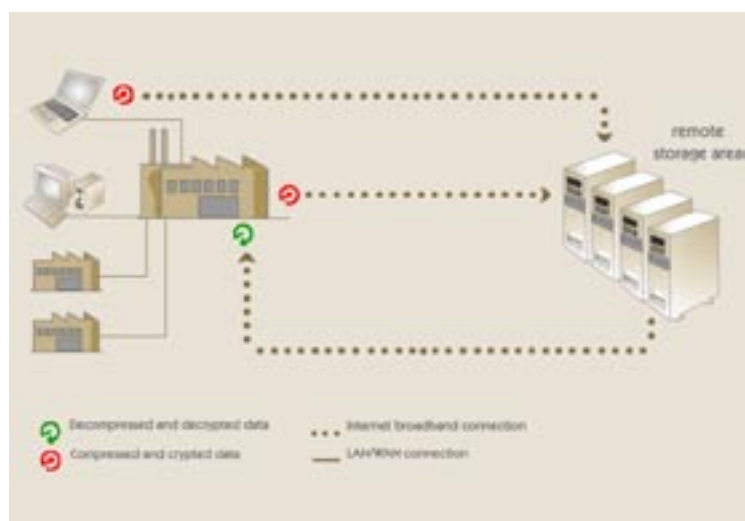 remote
storage area
Decompressed and decrypted data
Internet broadband connection
Compressed and crypted data
LAN/WAN connection